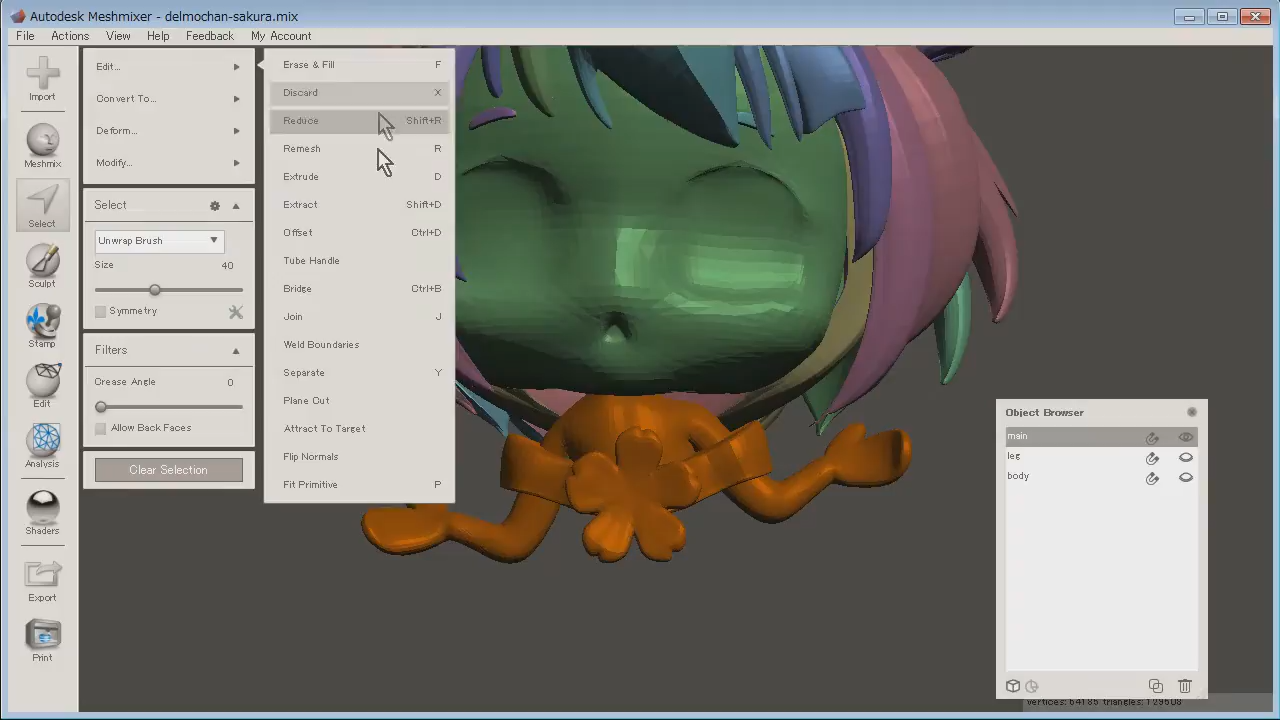 Autodesk Meshmixer - delmochan-sakura.mix
File Actions View Help Feedback My Account
Import
Meshmix
Select
Sculpt
Stamp
Edit
Analysis
Shaders
Export
Print
Edit...
Convert To...
Deform...
Modify...
Select
Unwrap Brush
Size 40
Symmetry
Filters
Crease Angle 0
Allow Back Faces
Clear Selection
Erase & Fill F
Discard X
Reduce Shift+R
Remesh R
Extrude D
Extract Shift+D
Offset Ctrl+D
Tube Handle
Bridge Ctrl+B
Join J
Weld Boundaries
Separate Y
Plane Cut
Attract To Target
Flip Normals
Fit Primitive P
Object Browser
main
leg
body
vertices: 64185 triangles: 129508